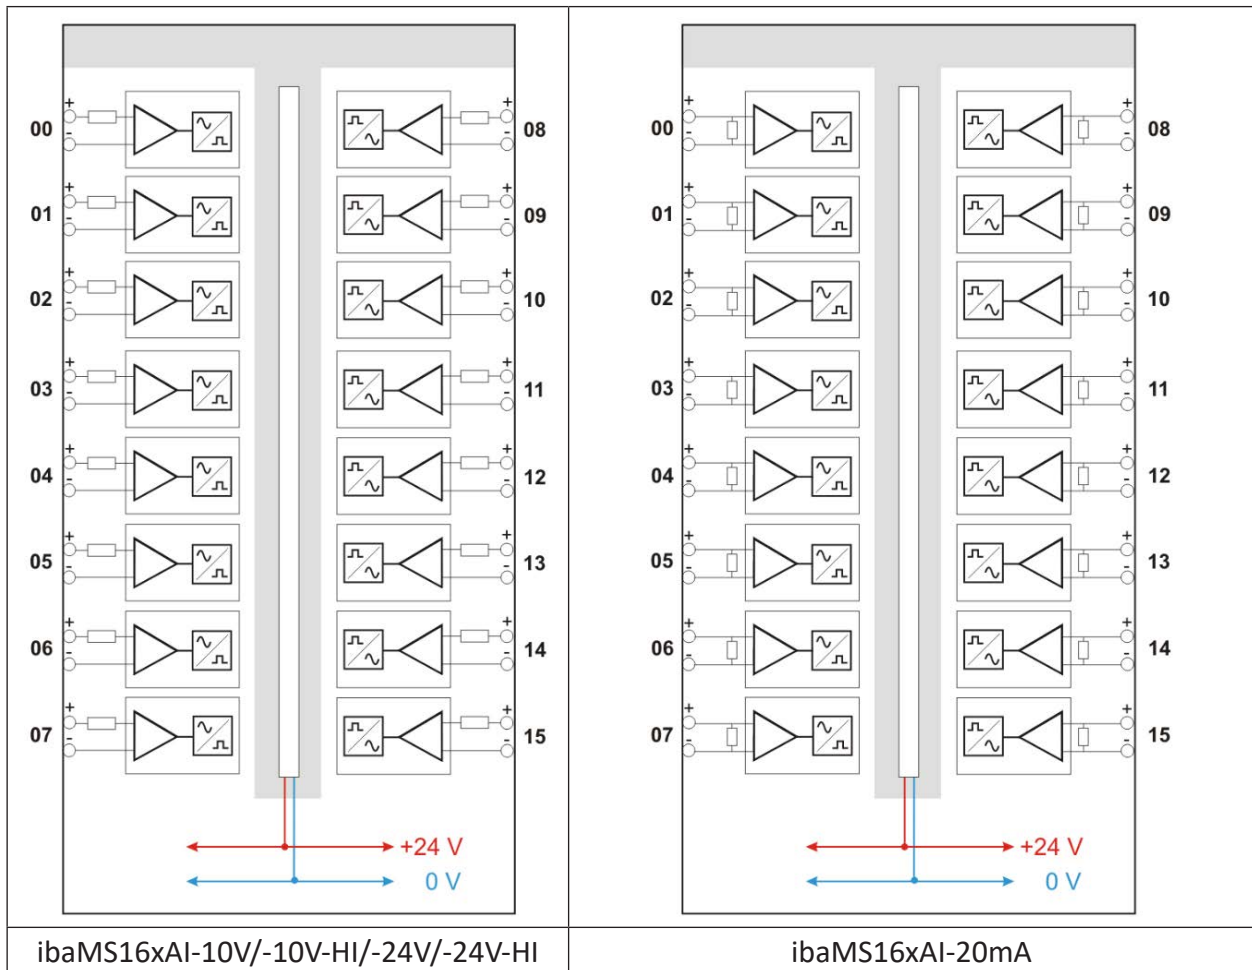 + + + +
00 08 00 08
- - - -
+ + + +
01 09 01 09
- - - -
+ + + +
02 10 02 10
- - - -
+ + + +
03 11 03 11
- - - -
+ + + +
04 12 04 12
- - - -
+ + + +
05 13 05 13
- - - -
+ + + +
06 14 06 14
- - - -
+ + + +
07 15 07 15
- - - -
+24 V +24 V
0 V 0 V
ibaMS16xAI-10V/-10V-HI/-24V/-24V-HI ibaMS16xAI-20mA